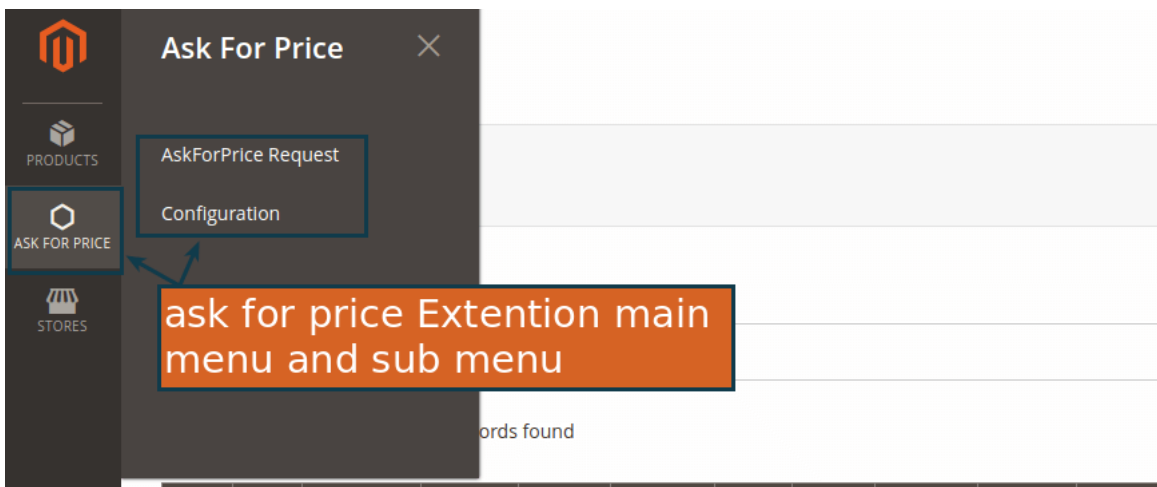 Ask For Price
PRODUCTS
AskForPrice Request
Configuration
ASK FOR PRICE
ask for price Extention main
menu and sub menu
STORES
ords found